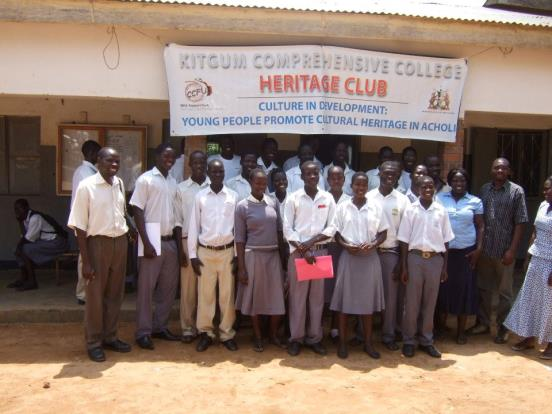 KITGUM COMPREHENSIVE COLLEGE
HERITAGE CLUB
CCFU
CULTURE IN DEVELOPMENT:
YOUNG PEOPLE PROMOTE CULTURAL HERITAGE IN ACHOLI